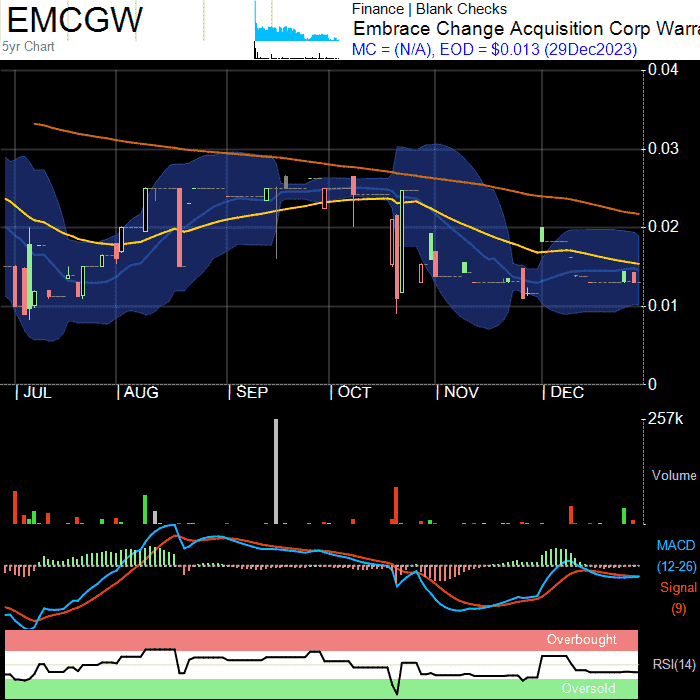 EMCGW
5yr Chart
Finance | Blank Checks
Embrace Change Acquisition Corp Warra
MC = (N/A), EOD = $0.013 (29Dec2023)
0.04
0.03
0.02
0.01
0
| JUL | AUG | SEP | OCT | NOV | DEC
257k
Volume
MACD
(12-26)
Signal
(9)
Overbought
RSI(14)
Oversold